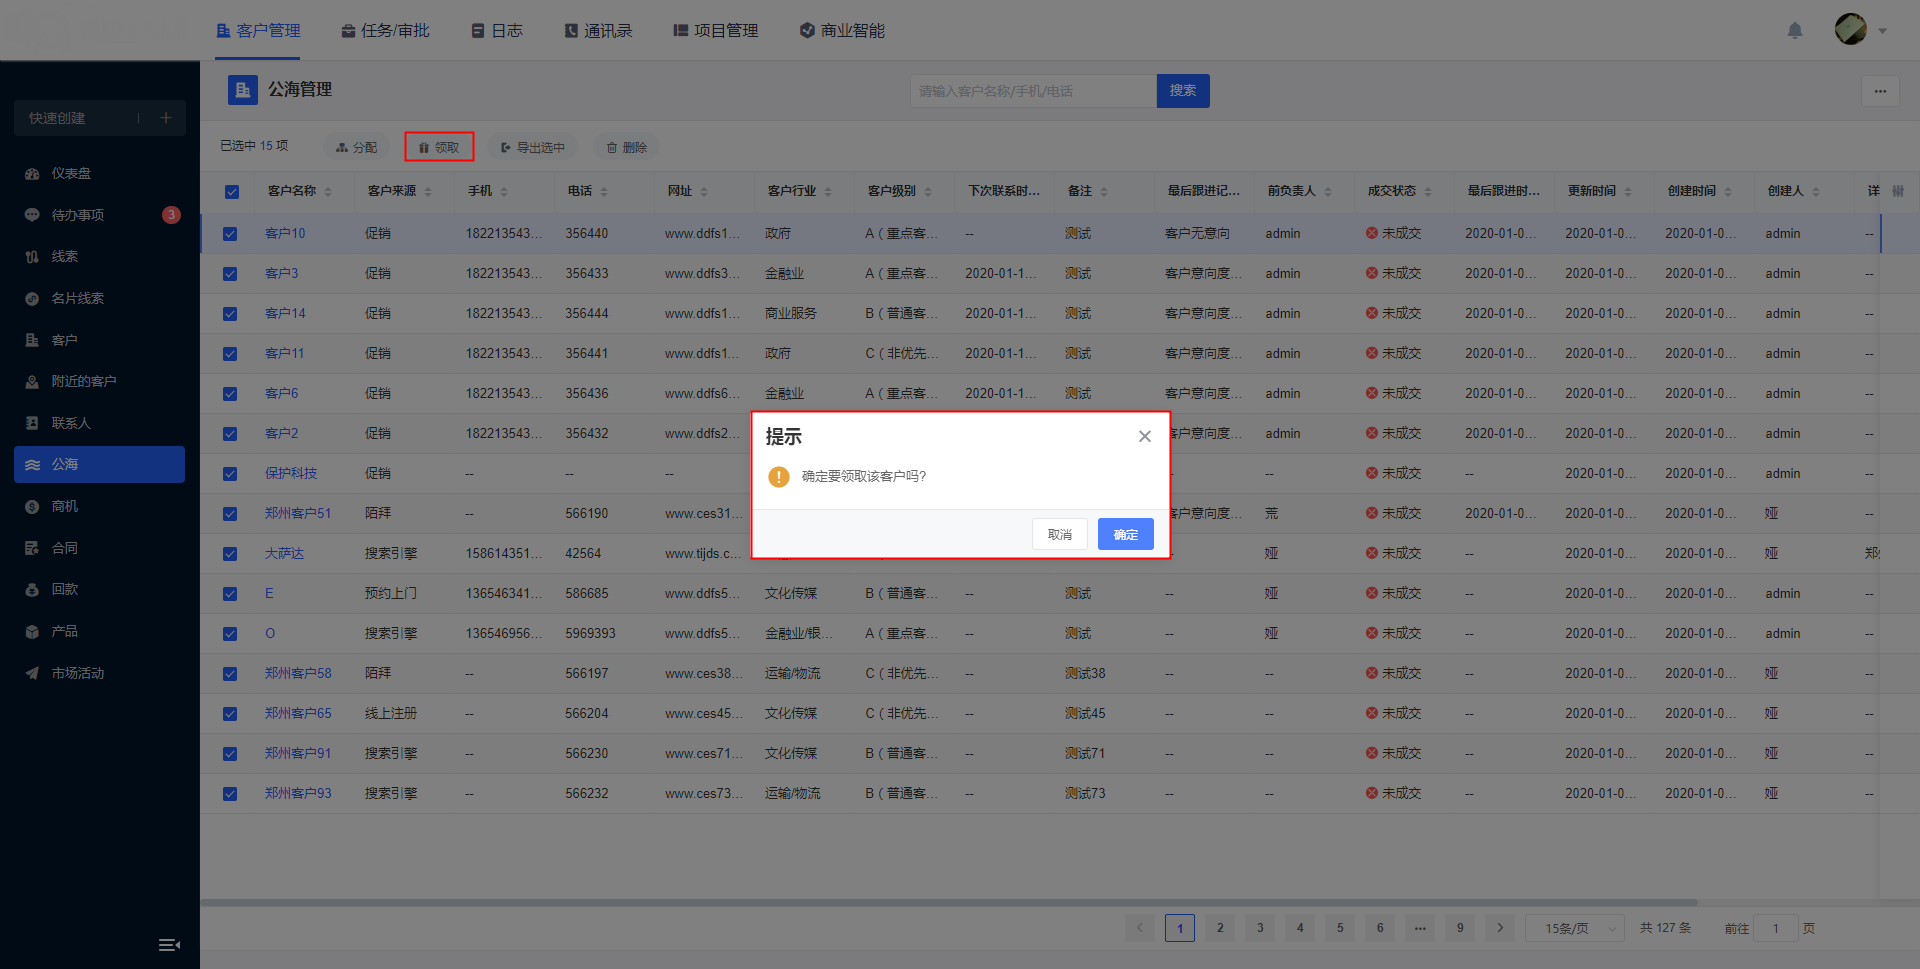 客户管理 任务/审批 日志 通讯录 项目管理 商业智能
快速创建
仪表盘
待办事项 3
线索
名片线索
客户
附近的客户
联系人
公海
商机
合同
回款
产品
市场活动
公海管理 请输入客户名称/手机/电话 搜索
已选中 15 项 分配 领取 导出选中 删除
客户名称 客户来源 手机 电话 网址 客户行业 客户级别 下次联系时... 备注 最后跟进记... 前负责人 成交状态 最后跟进时... 更新时间 创建时间 创建人 详
客户10 促销 182213543... 356440 www.ddfs1... 政府 A（重点客... -- 测试 客户无意向 admin 未成交 2020-01-0... 2020-01-0... 2020-01-0... admin --
客户3 促销 182213543... 356433 www.ddfs3... 金融业 A（重点客... 2020-01-1... 测试 客户意向度... admin 未成交 2020-01-0... 2020-01-0... 2020-01-0... admin --
客户14 促销 182213543... 356444 www.ddfs1... 商业服务 B（普通客... 2020-01-1... 测试 客户意向度... admin 未成交 2020-01-0... 2020-01-0... 2020-01-0... admin --
客户11 促销 182213543... 356441 www.ddfs1... 政府 C（非优先... 2020-01-1... 测试 客户意向度... admin 未成交 2020-01-0... 2020-01-0... 2020-01-0... admin --
客户6 促销 182213543... 356436 www.ddfs6... 金融业 A（重点客... 2020-01-1... 测试 客户意向度... admin 未成交 2020-01-0... 2020-01-0... 2020-01-0... admin --
客户2 促销 182213543... 356432 www.ddfs2... 客户意向度... admin 未成交 2020-01-0... 2020-01-0... 2020-01-0... admin --
保护科技 促销 -- -- -- -- -- 未成交 -- 2020-01-0... 2020-01-0... admin --
郑州客户51 陌拜 -- 566190 www.ces31... 客户意向度... 荒 未成交 2020-01-0... 2020-01-0... 2020-01-0... 娅 --
大萨达 搜索引擎 158614351... 42564 www.tijds.c... -- 娅 未成交 -- 2020-01-0... 2020-01-0... 娅 郑
E 预约上门 136546341... 586685 www.ddfs5... 文化传媒 B（普通客... -- 测试 -- 娅 未成交 -- 2020-01-0... 2020-01-0... admin --
O 搜索引擎 136546956... 5969393 www.ddfs5... 金融业/银... A（重点客... -- 测试 -- 娅 未成交 -- 2020-01-0... 2020-01-0... admin --
郑州客户58 陌拜 -- 566197 www.ces38... 运输/物流 C（非优先... -- 测试38 -- -- 未成交 -- 2020-01-0... 2020-01-0... 娅 --
郑州客户65 线上注册 -- 566204 www.ces45... 文化传媒 C（非优先... -- 测试45 -- -- 未成交 -- 2020-01-0... 2020-01-0... 娅 --
郑州客户91 搜索引擎 -- 566230 www.ces71... 文化传媒 B（普通客... -- 测试71 -- -- 未成交 -- 2020-01-0... 2020-01-0... 娅 --
郑州客户93 搜索引擎 -- 566232 www.ces73... 运输/物流 B（普通客... -- 测试73 -- -- 未成交 -- 2020-01-0... 2020-01-0... 娅 --
提示
确定要领取该客户吗?
取消 确定
1 2 3 4 5 6 ... 9 15条/页 共 127 条 前往 1 页